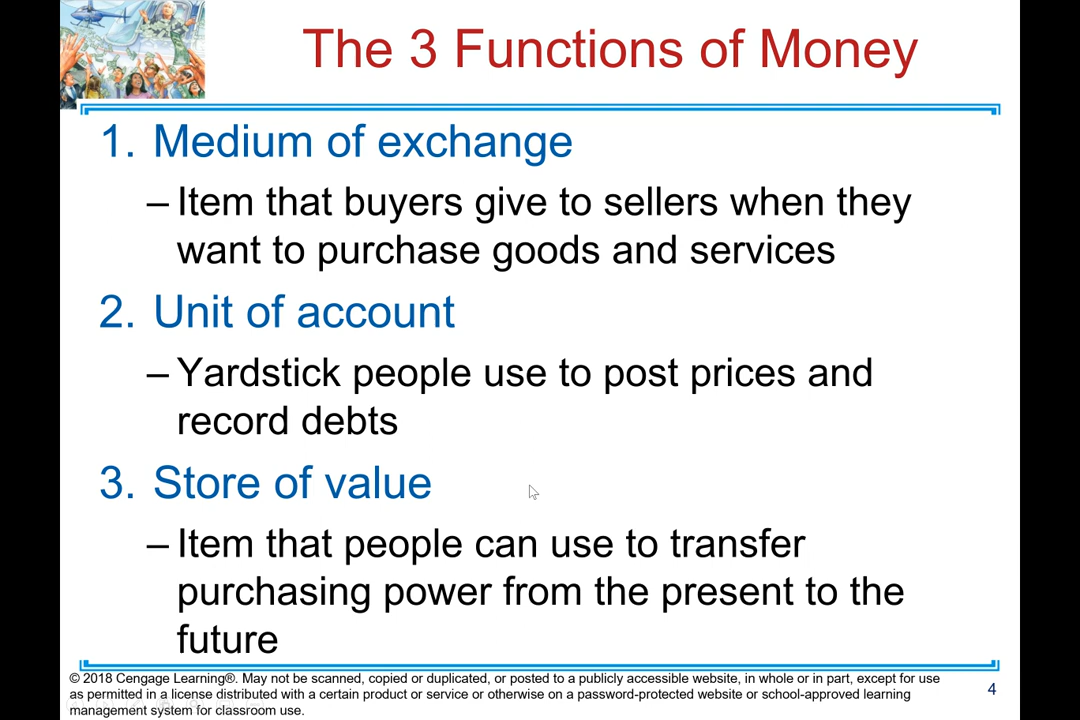 The 3 Functions of Money
1. Medium of exchange
– Item that buyers give to sellers when they
want to purchase goods and services
2. Unit of account
– Yardstick people use to post prices and
record debts
3. Store of value
– Item that people can use to transfer
purchasing power from the present to the
future
© 2018 Cengage Learning®. May not be scanned, copied or duplicated, or posted to a publicly accessible website, in whole or in part, except for use
as permitted in a license distributed with a certain product or service or otherwise on a password-protected website or school-approved learning
management system for classroom use.
4